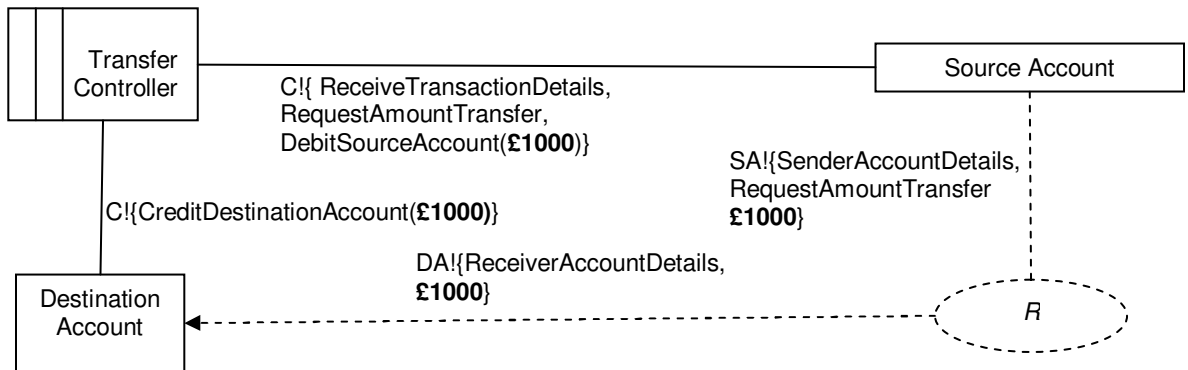 Transfer
Controller
Source Account
C!{ ReceiveTransactionDetails,
RequestAmountTransfer,
DebitSourceAccount(£1000)}
SA!{SenderAccountDetails,
RequestAmountTransfer
£1000}
C!{CreditDestinationAccount(£1000)}
DA!{ReceiverAccountDetails,
£1000}
Destination
Account
R